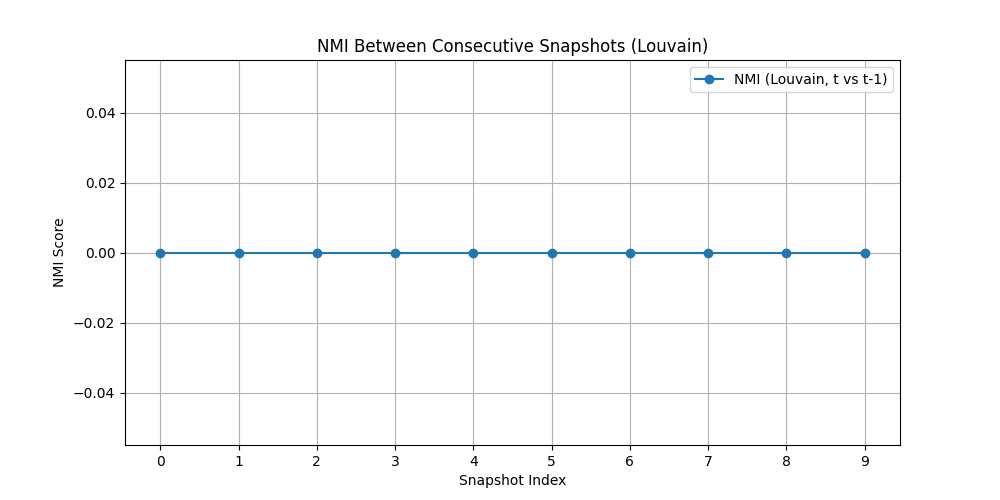 NMI Between Consecutive Snapshots (Louvain)
NMI (Louvain, t vs t-1)
0.04
0.02
0.00
−0.02
−0.04
NMI Score
0 1 2 3 4 5 6 7 8 9
Snapshot Index